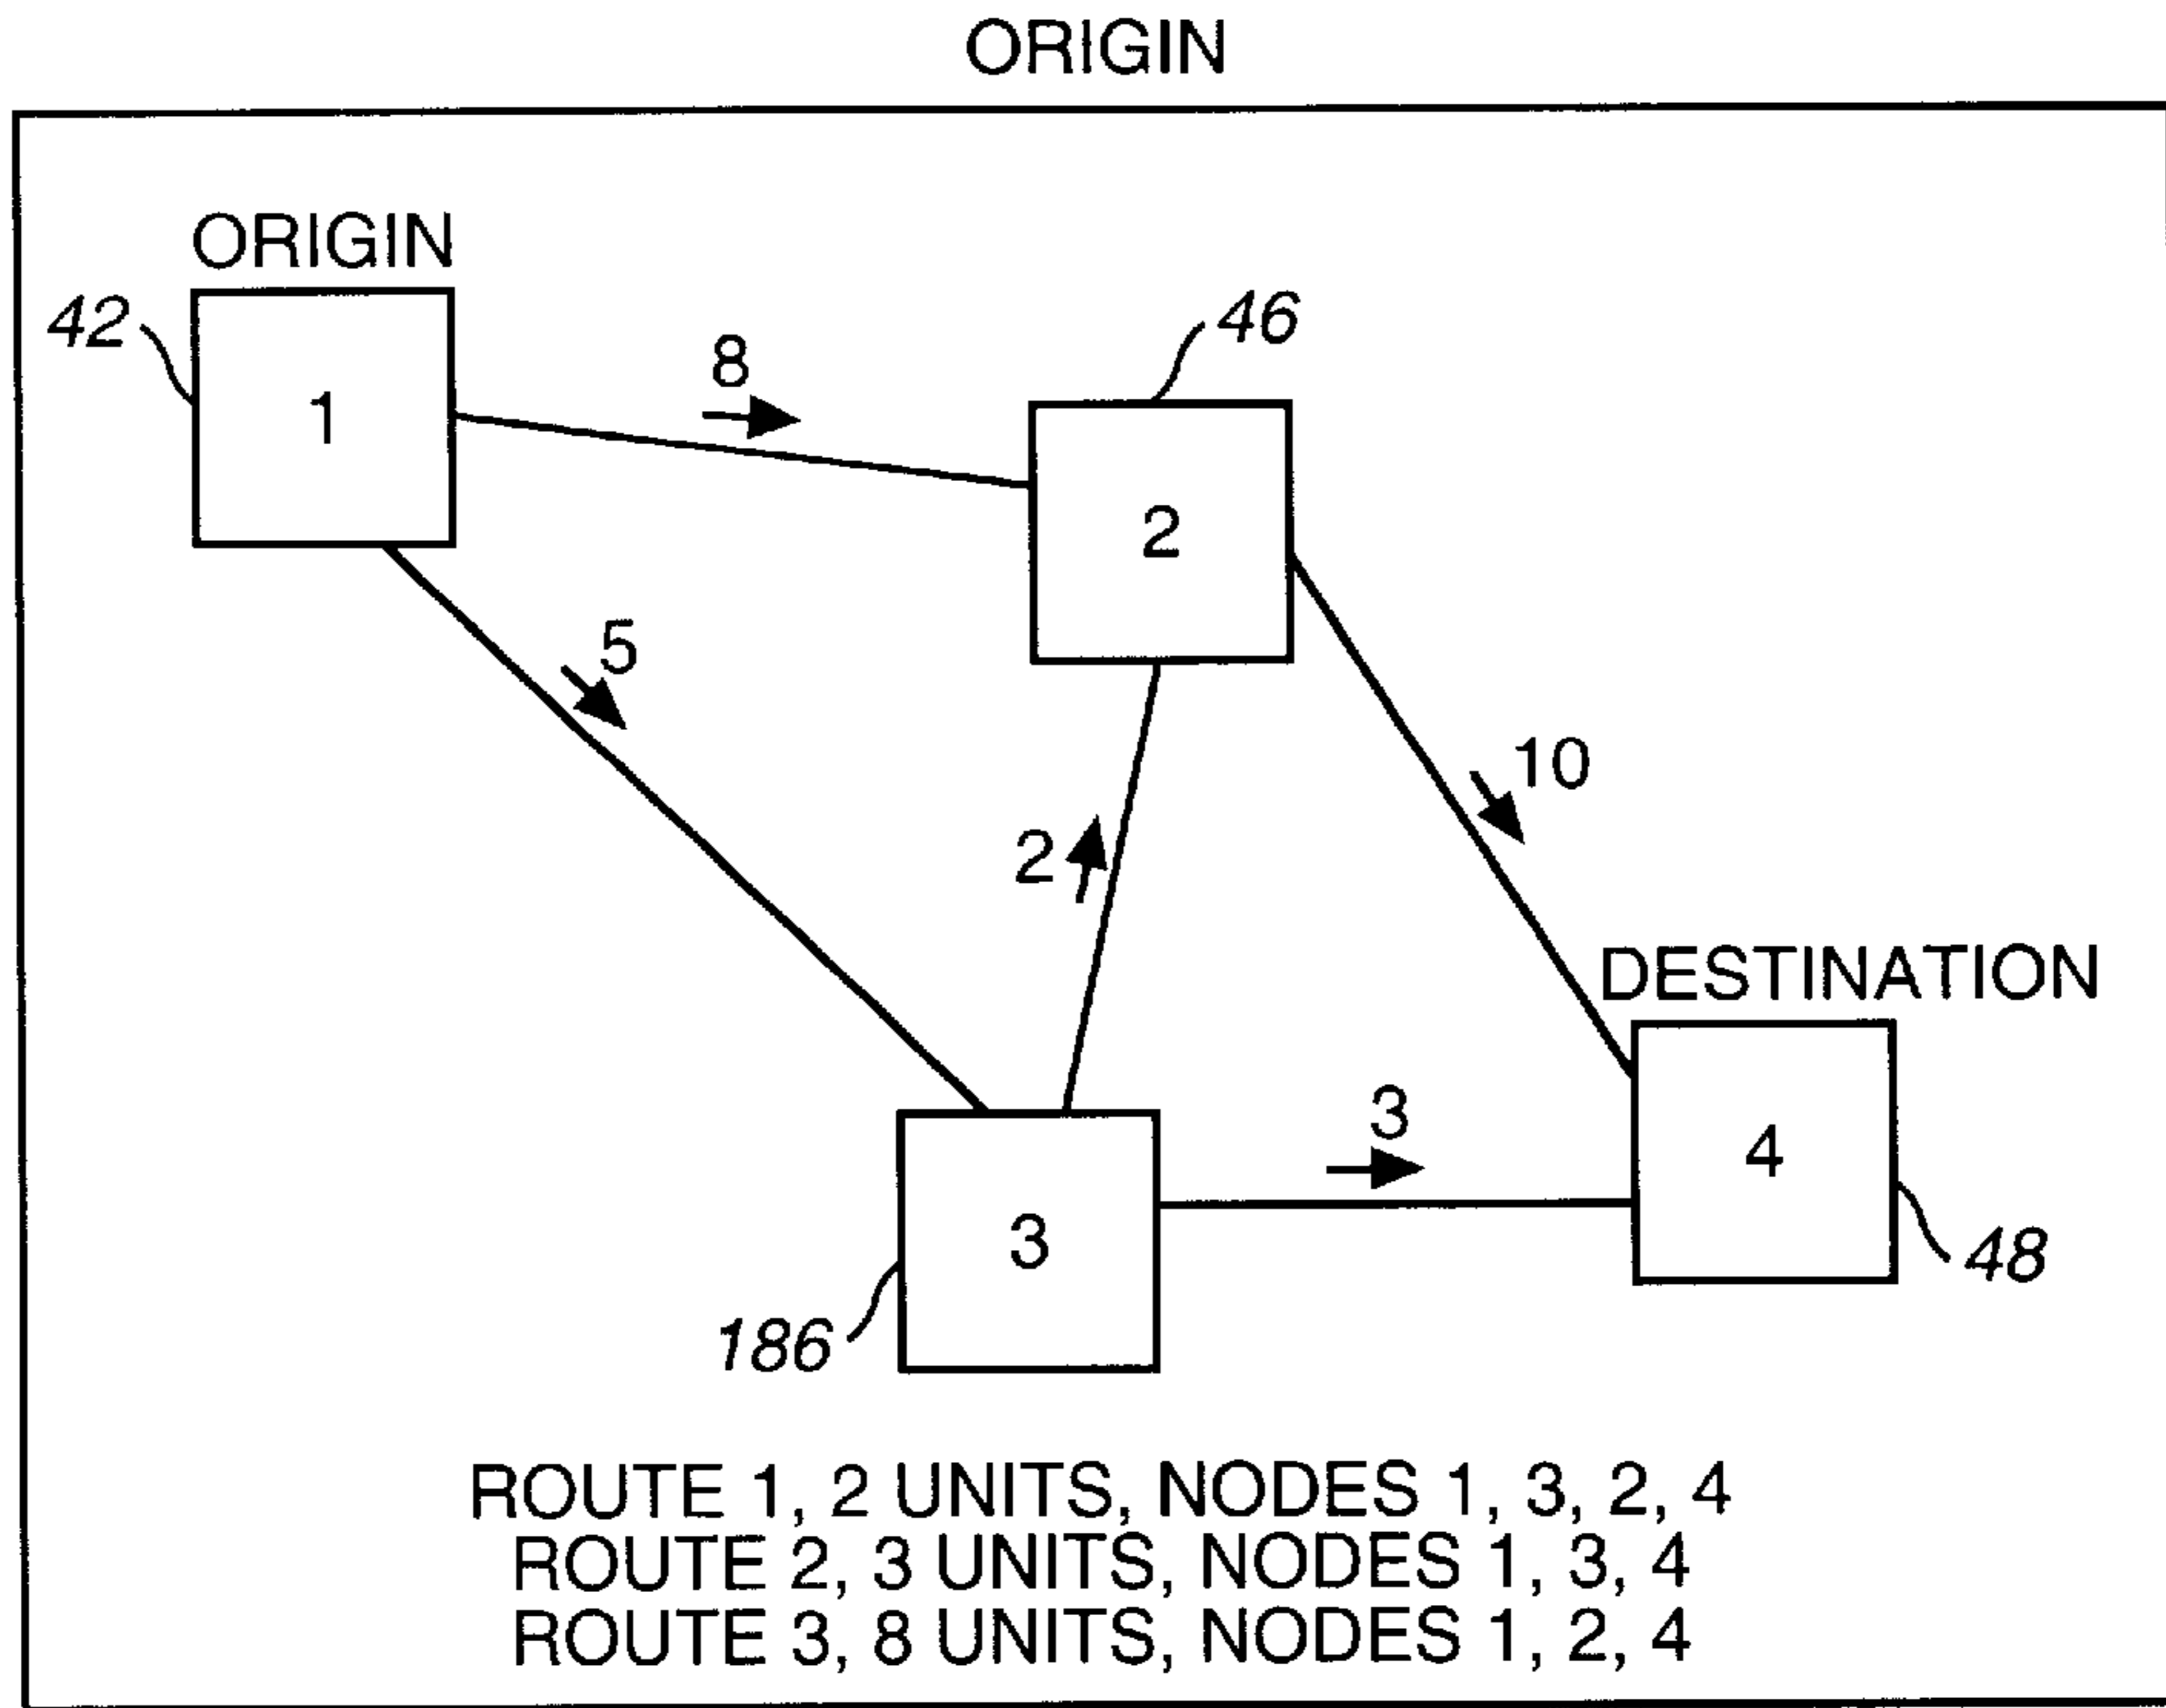 ORIGIN
ORIGIN
42
1
8
46
2
5
10
2
DESTINATION
3
4
3
48
186
ROUTE 1, 2 UNITS, NODES 1, 3, 2, 4
ROUTE 2, 3 UNITS, NODES 1, 3, 4
ROUTE 3, 8 UNITS, NODES 1, 2, 4